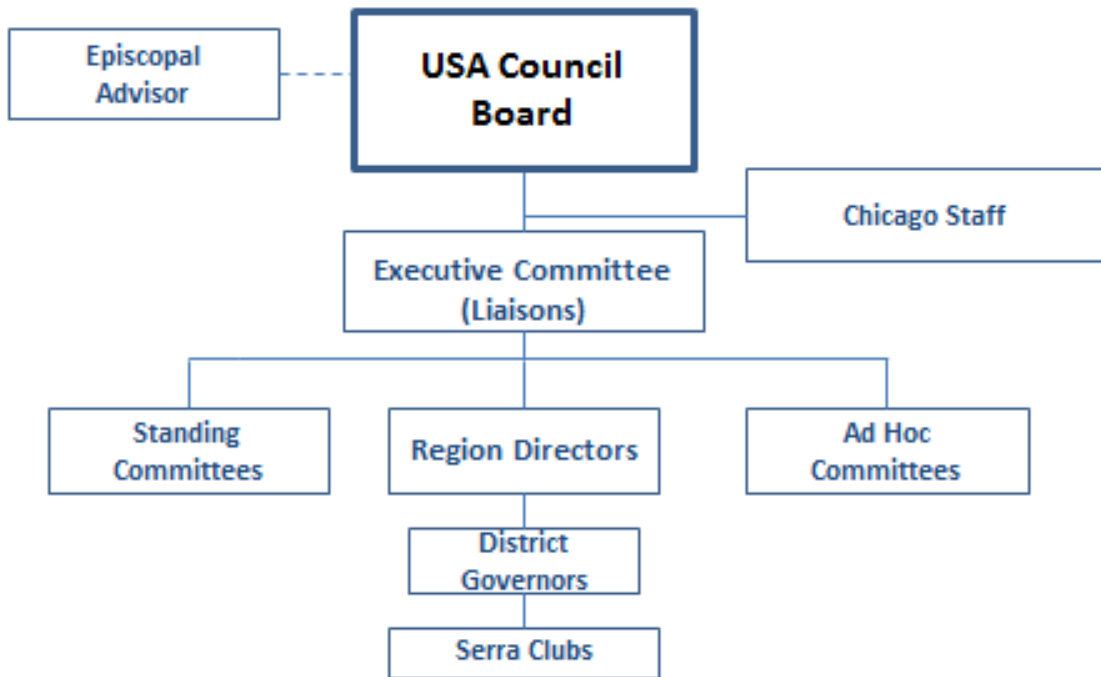 Episcopal
Advisor
USA Council
Board
Chicago Staff
Executive Committee
(Liaisons)
Standing
Committees
Region Directors
Ad Hoc
Committees
District
Governors
Serra Clubs